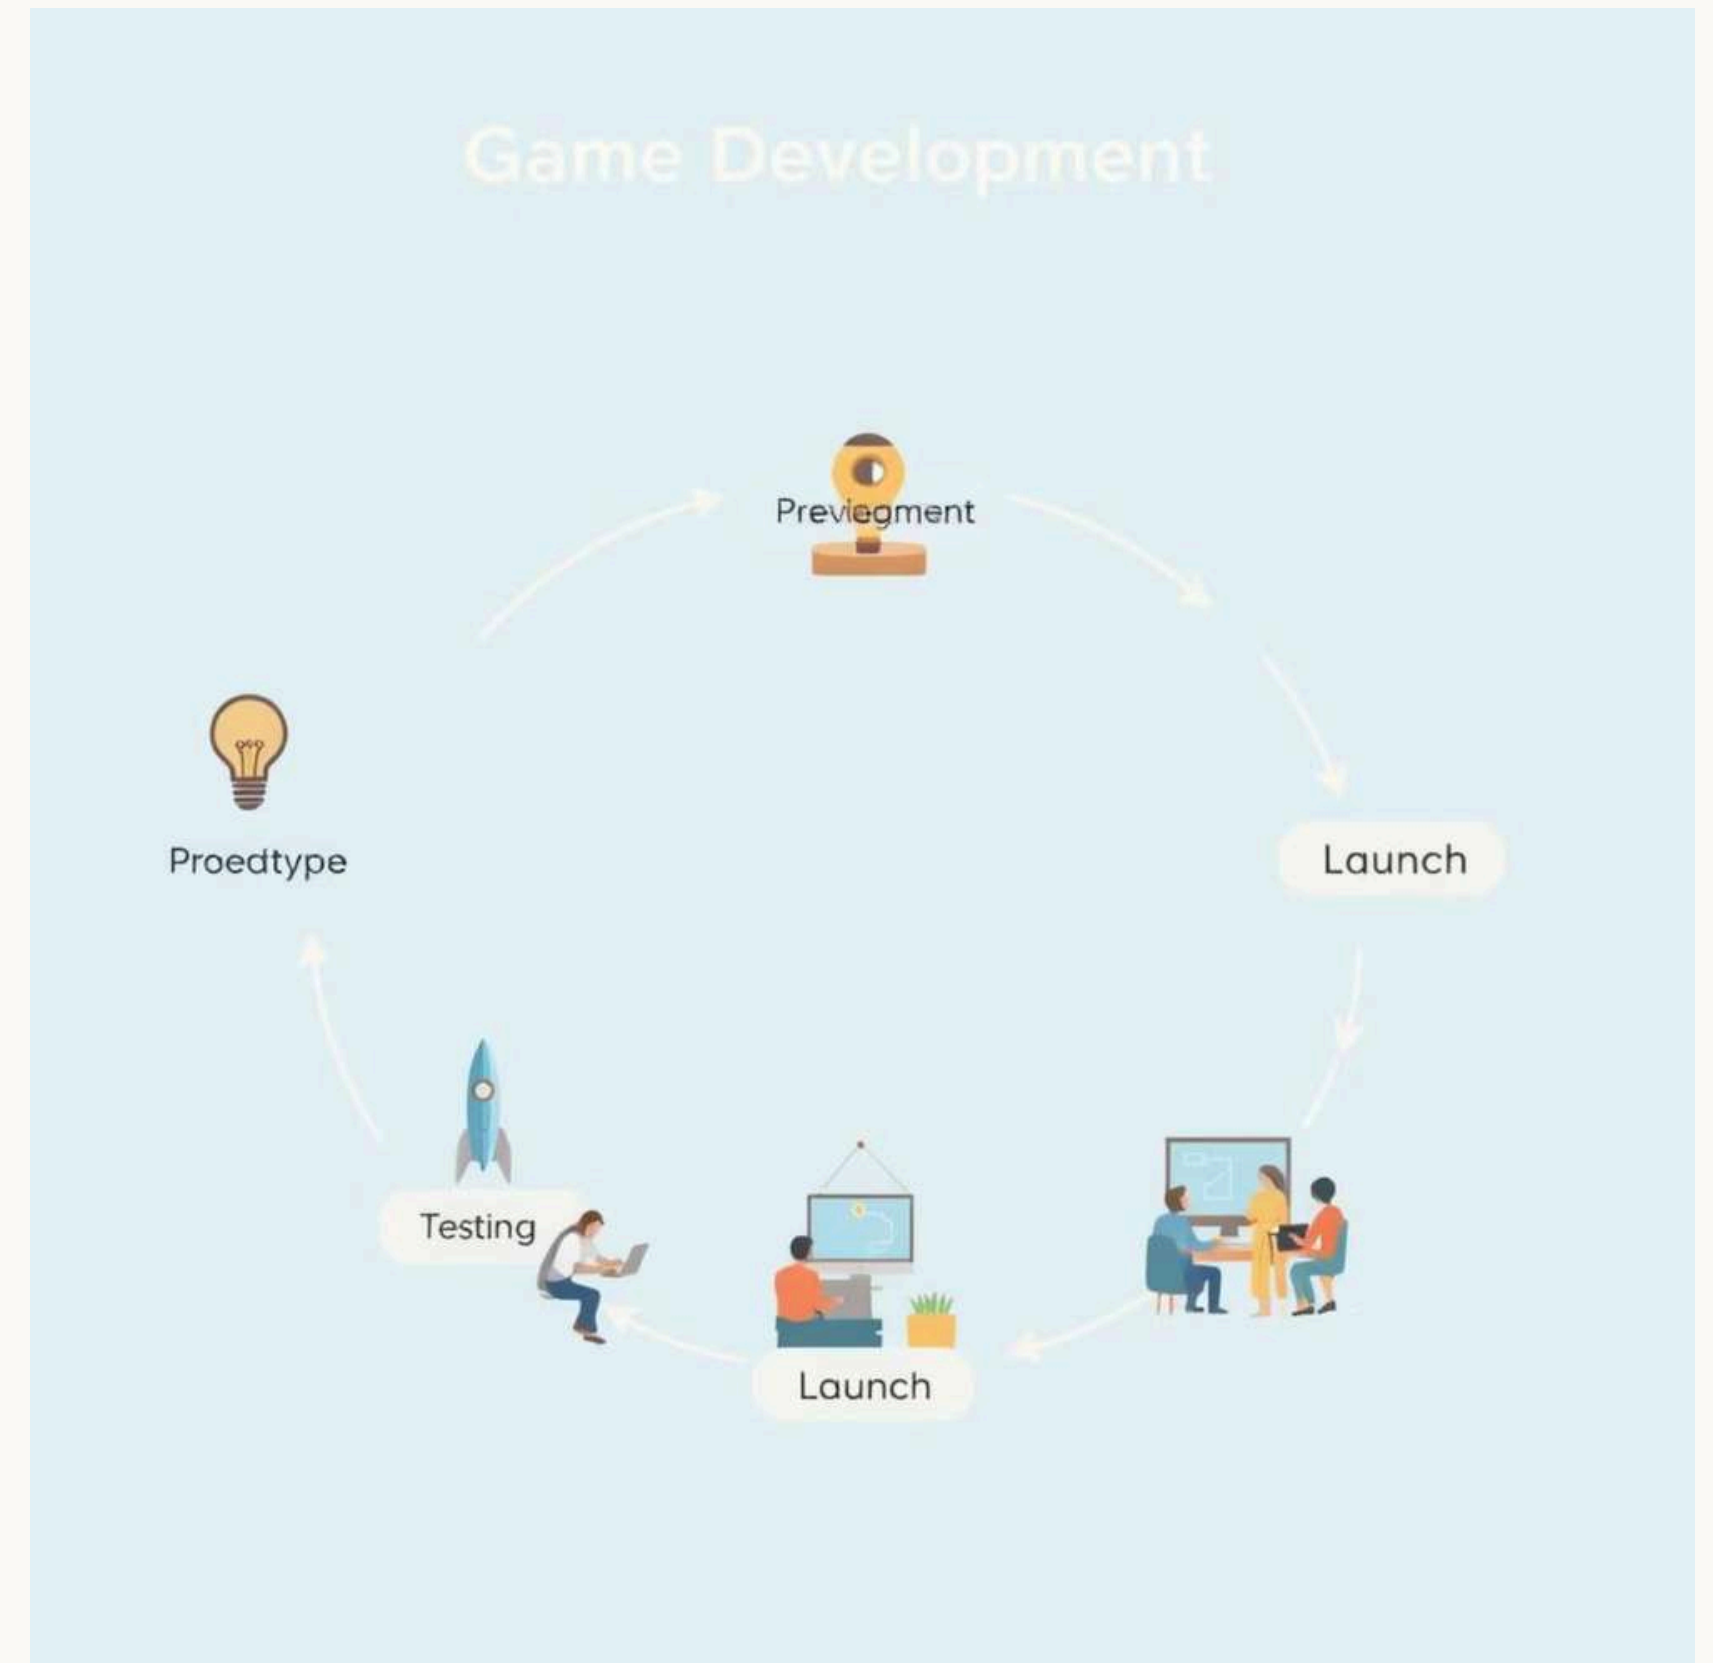 Game Development
Previegment
Proedtype
Launch
Testing
Launch